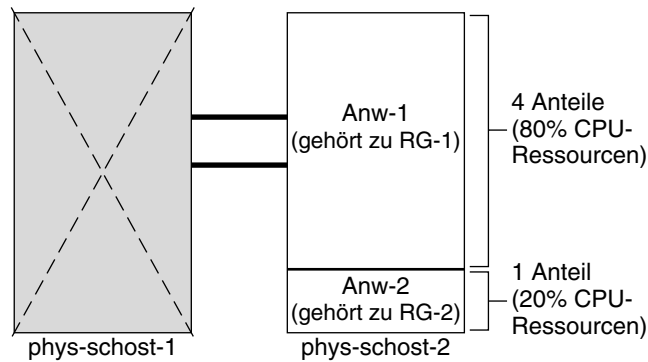 Anw-1
(gehört zu RG-1)
4 Anteile
(80% CPU-
Ressourcen)
Anw-2
(gehört zu RG-2)
1 Anteil
(20% CPU-
Ressourcen)
phys-schost-1
phys-schost-2